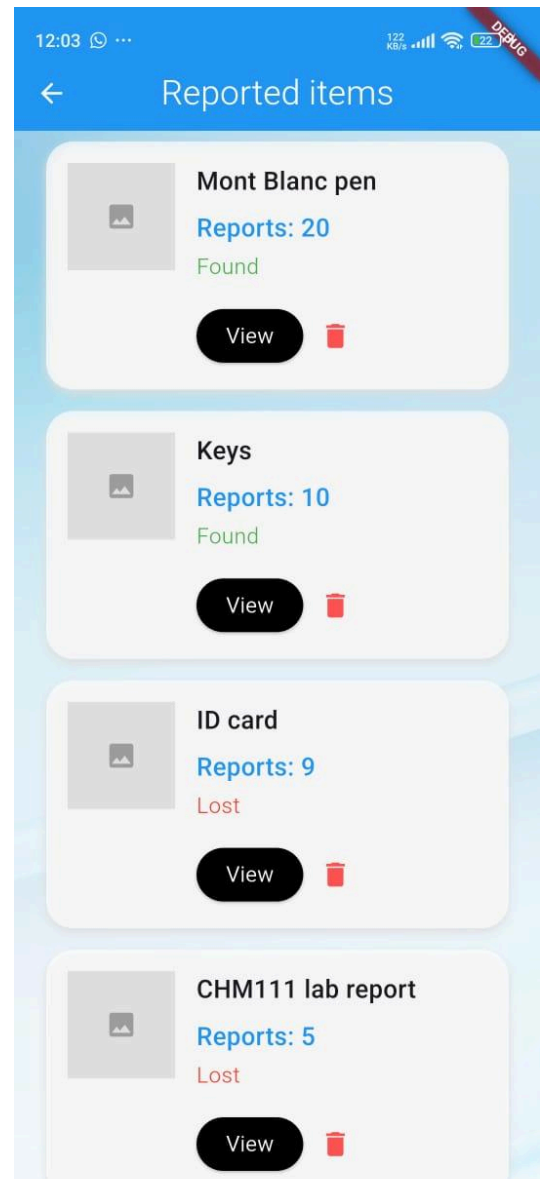 12:03 ...
122
KB/s 22
DEBUG
Reported items
Mont Blanc pen
Reports: 20
Found
View
Keys
Reports: 10
Found
View
ID card
Reports: 9
Lost
View
CHM111 lab report
Reports: 5
Lost
View